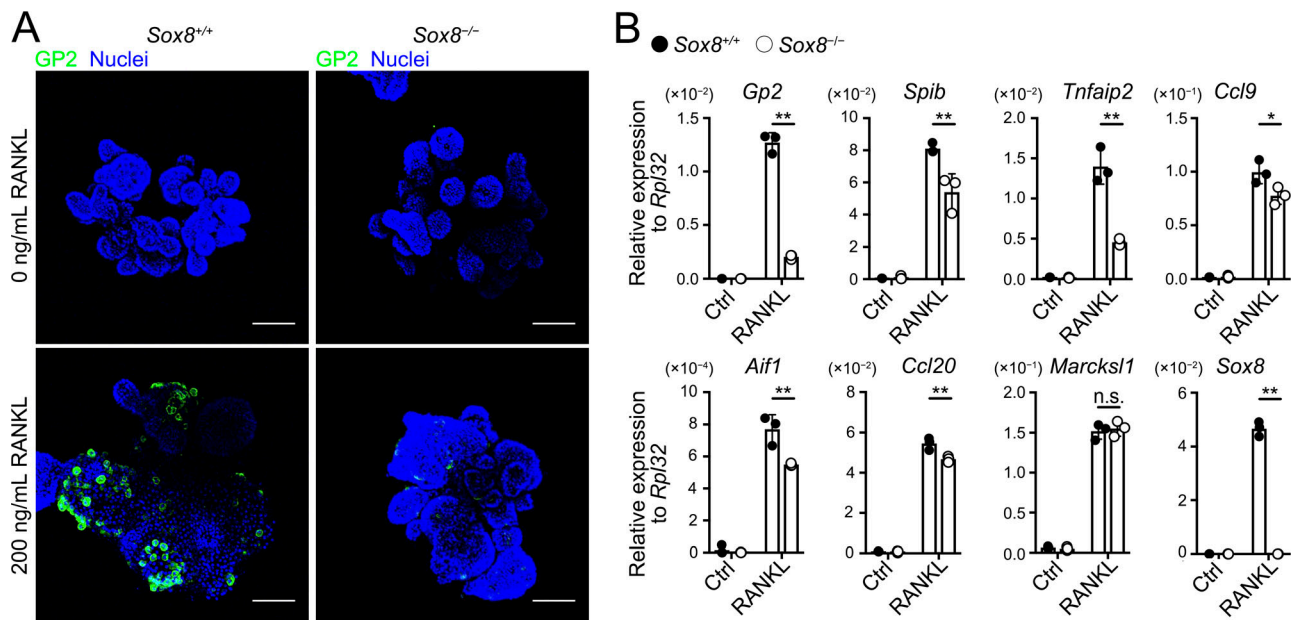 A
Sox8+/+
Sox8–/–
GP2 Nuclei
GP2 Nuclei
0 ng/mL RANKL
200 ng/mL RANKL
B
Sox8+/+
Sox8–/–
Relative expression
to Rpl32
(×10–2)
Gp2
**
1.5
1.0
0.5
0.0
Ctrl
RANKL
(×10–2)
Spib
**
10
8
6
4
2
0
Ctrl
RANKL
(×10–2)
Tnfaip2
**
2.0
1.5
1.0
0.5
0.0
Ctrl
RANKL
(×10–1)
Ccl9
*
1.5
1.0
0.5
0.0
Ctrl
RANKL
Relative expression
to Rpl32
(×10–4)
Aif1
**
10
8
6
4
2
0
Ctrl
RANKL
(×10–2)
Ccl20
**
8
6
4
2
0
Ctrl
RANKL
(×10–1)
Marcksl1
n.s.
2.0
1.5
1.0
0.5
0.0
Ctrl
RANKL
(×10–2)
Sox8
**
6
4
2
0
Ctrl
RANKL